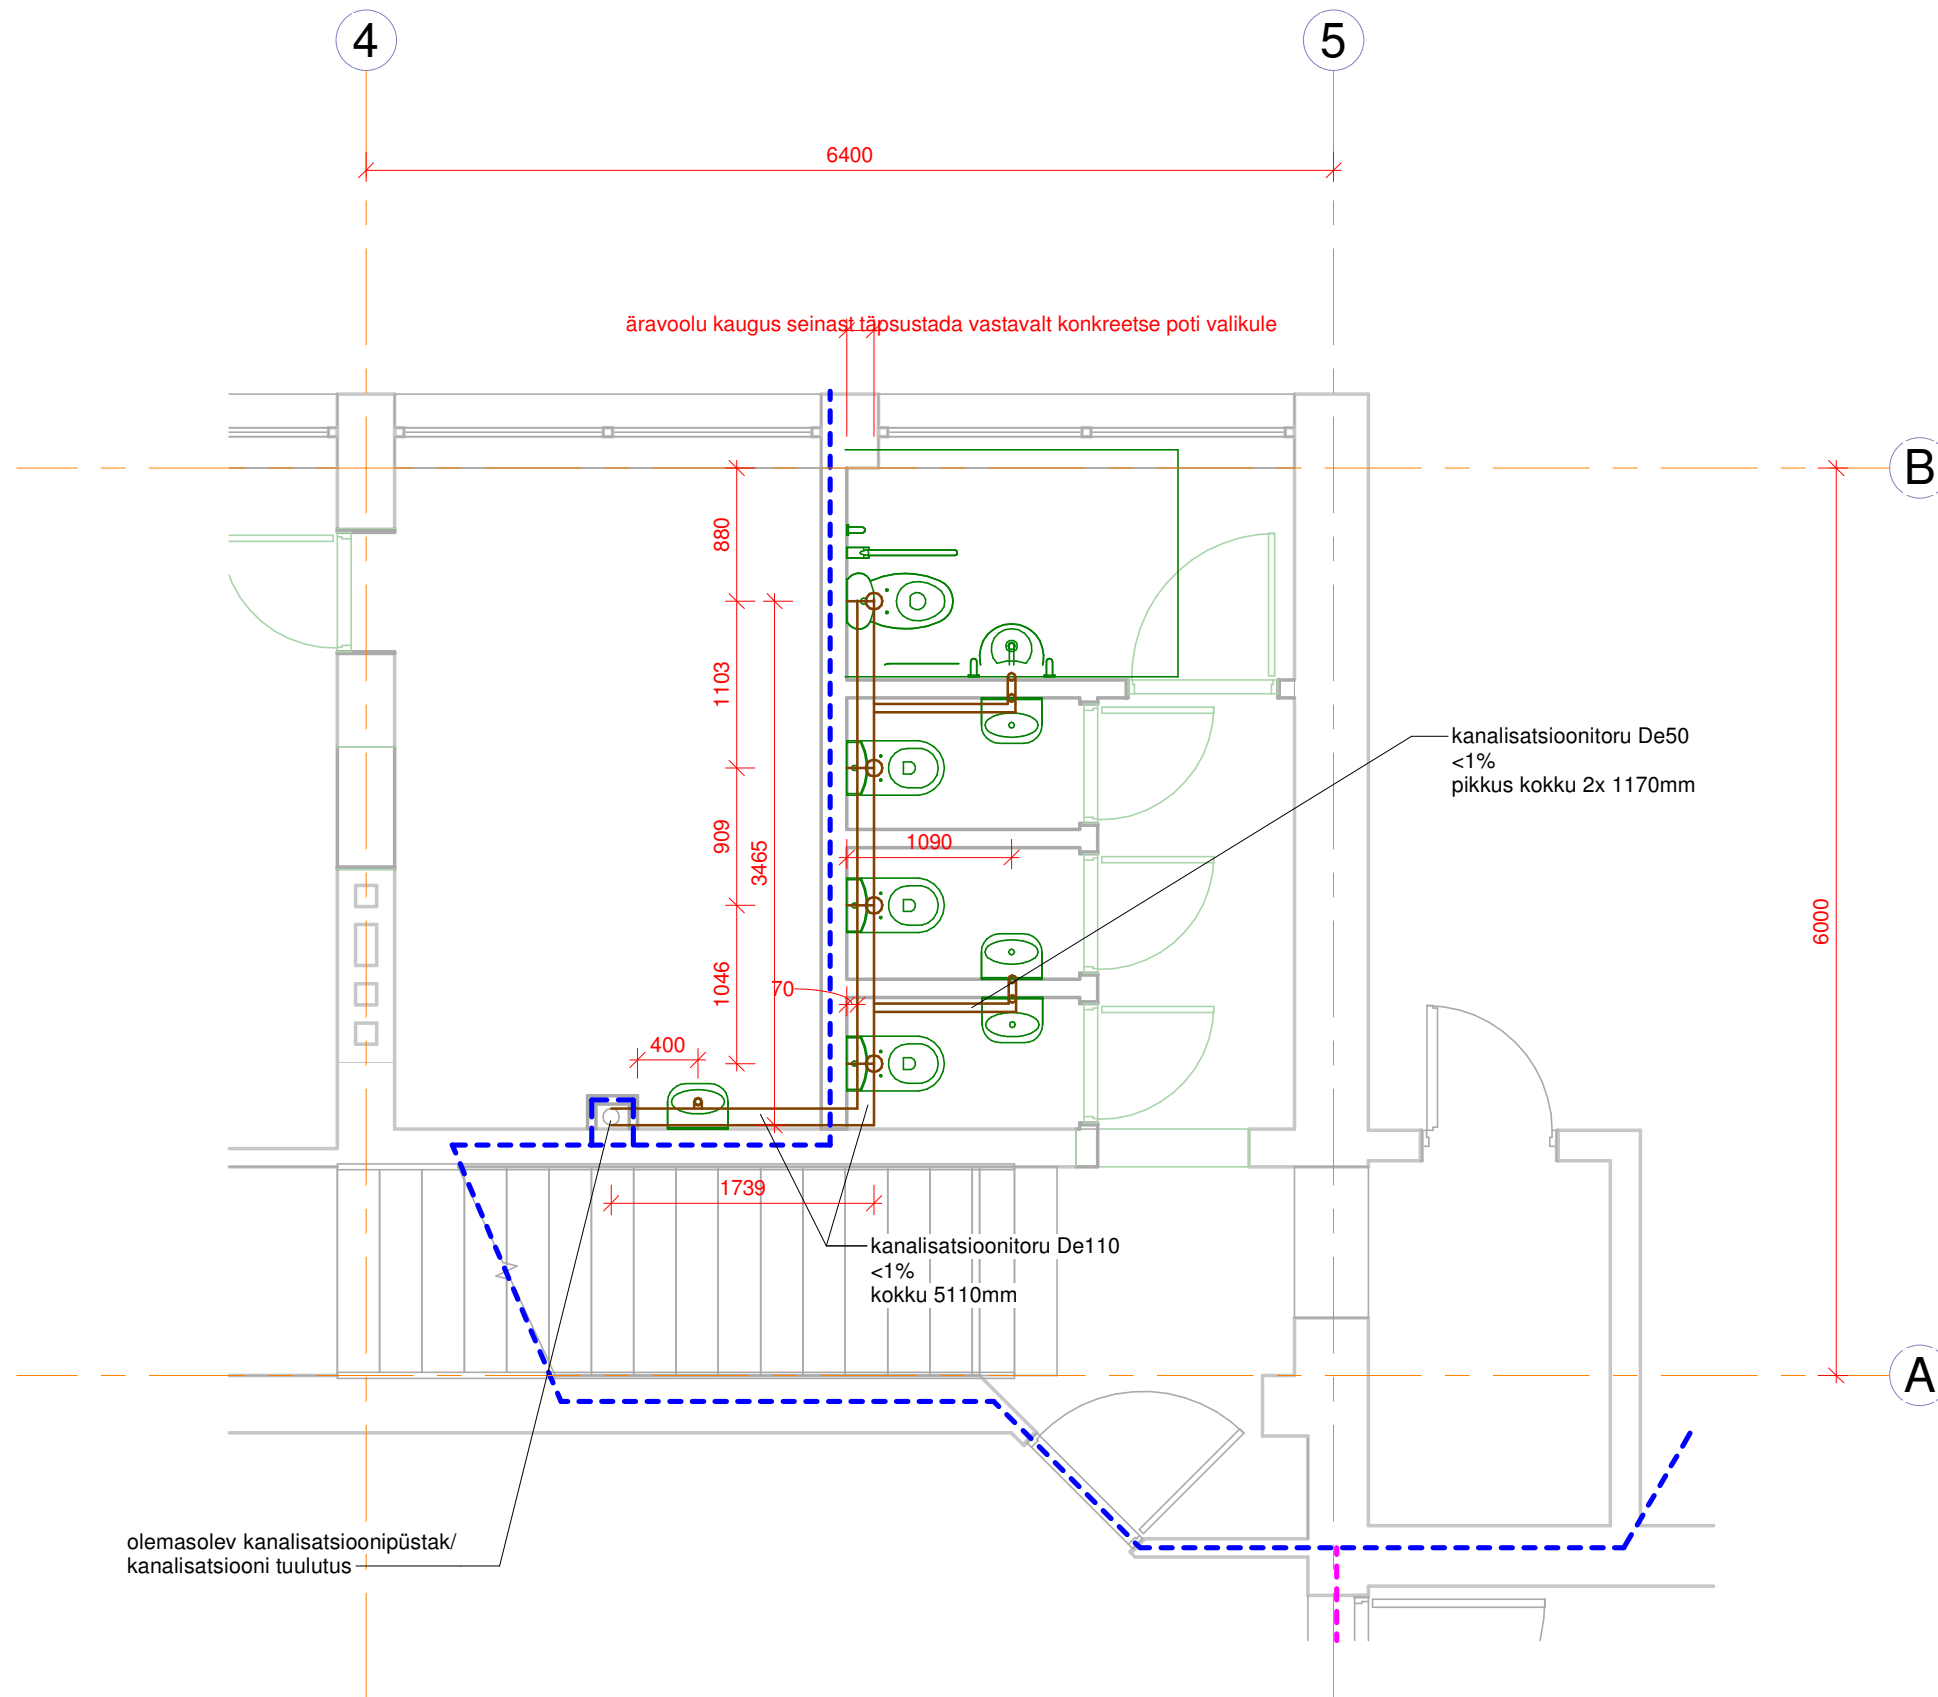 4
5
6400
äravoolu kaugus seinast täpsustada vastavalt konkreetse poti valikule
B
880
1103
kanalisatsioonitoru De50
<1%
pikkus kokku 2x 1170mm
909
3465
1090
6000
1046
70
400
1739
kanalisatsioonitoru De110
<1%
kokku 5110mm
A
olemasolev kanalisatsioonipüstak/
kanalisatsiooni tuulutus